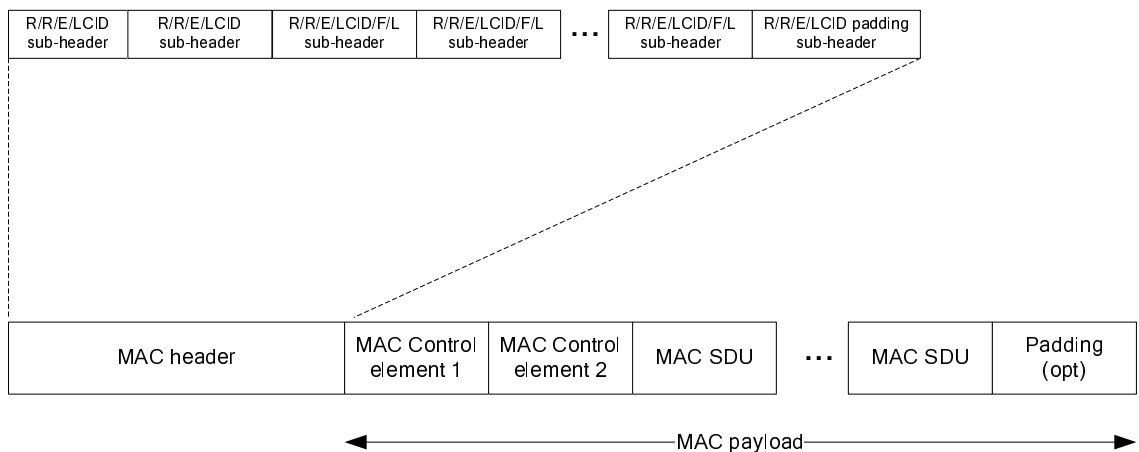 R/R/E/LCID
sub-header
R/R/E/LCID
sub-header
R/R/E/LCID/F/L
sub-header
R/R/E/LCID/F/L
sub-header
...
R/R/E/LCID/F/L
sub-header
R/R/E/LCID padding
sub-header
MAC header
MAC Control
element 1
MAC Control
element 2
MAC SDU
...
MAC SDU
Padding
(opt)
MAC payload